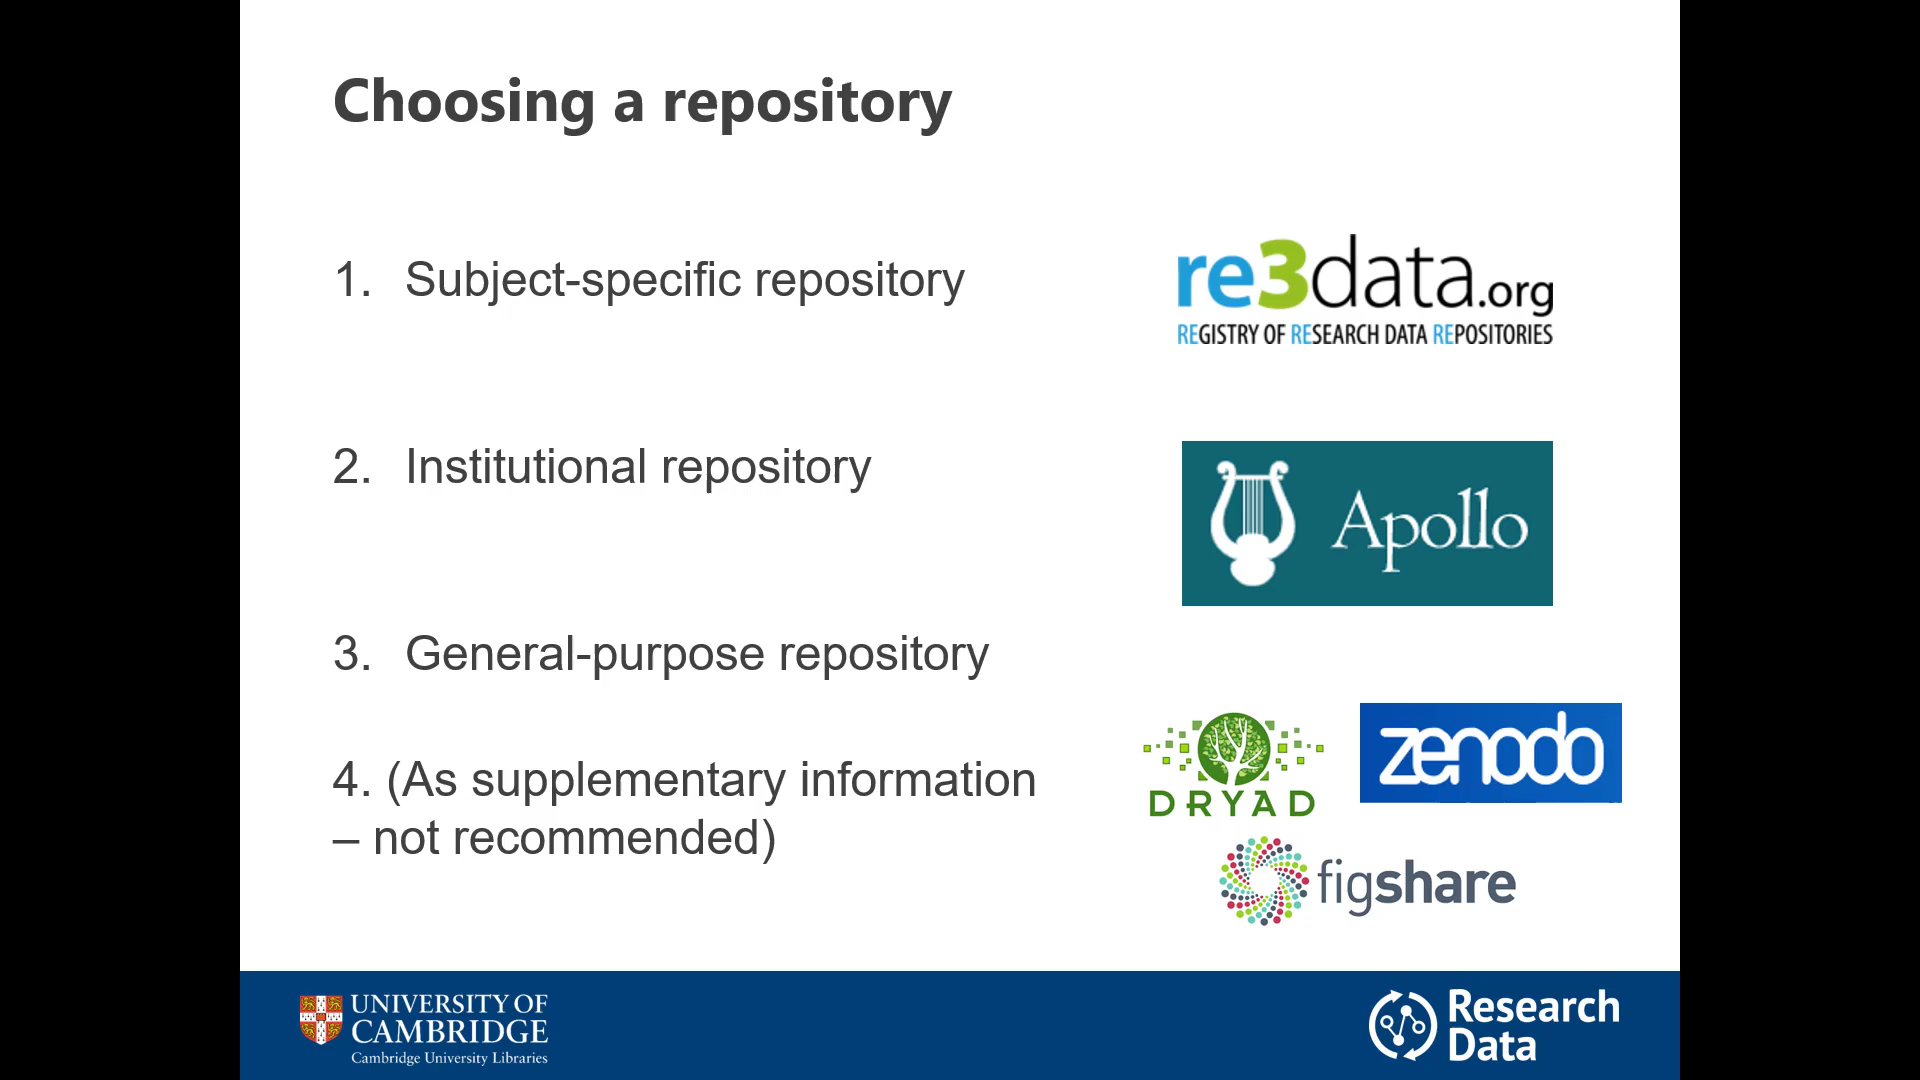 Choosing a repository
1. Subject-specific repository
re3data.org
REGISTRY OF RESEARCH DATA REPOSITORIES
2. Institutional repository
Apollo
3. General-purpose repository
4. (As supplementary information
– not recommended)
DRYAD
zenodo
figshare
UNIVERSITY OF
CAMBRIDGE
Cambridge University Libraries
Research
Data